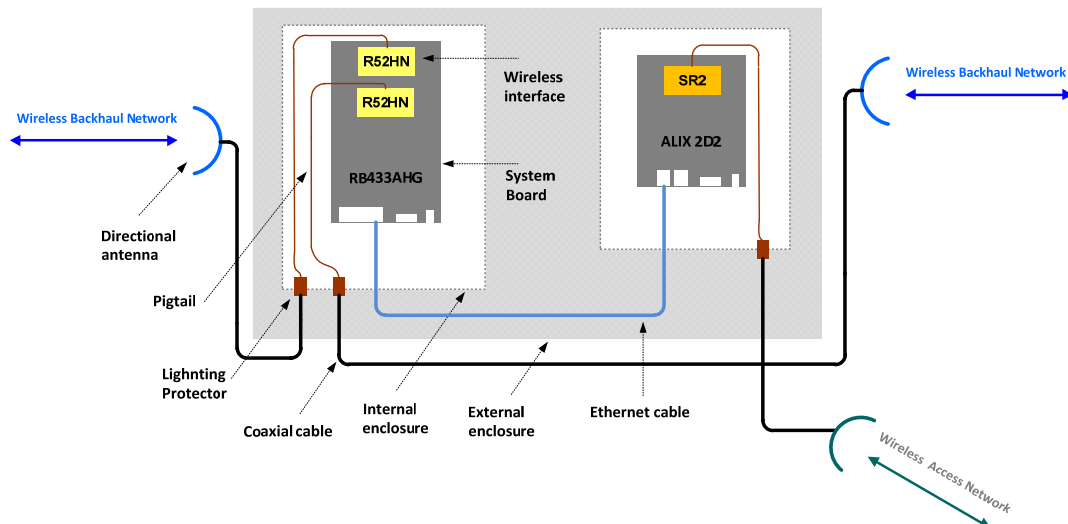 R52HN
R52HN
RB433AHG
Wireless
interface
System
Board
SR2
ALIX 2D2
Wireless Backhaul Network
Wireless Backhaul Network
Directional
antenna
Pigtail
Lighnting
Protector
Coaxial cable
Internal
enclosure
External
enclosure
Ethernet cable
Wireless Access Network